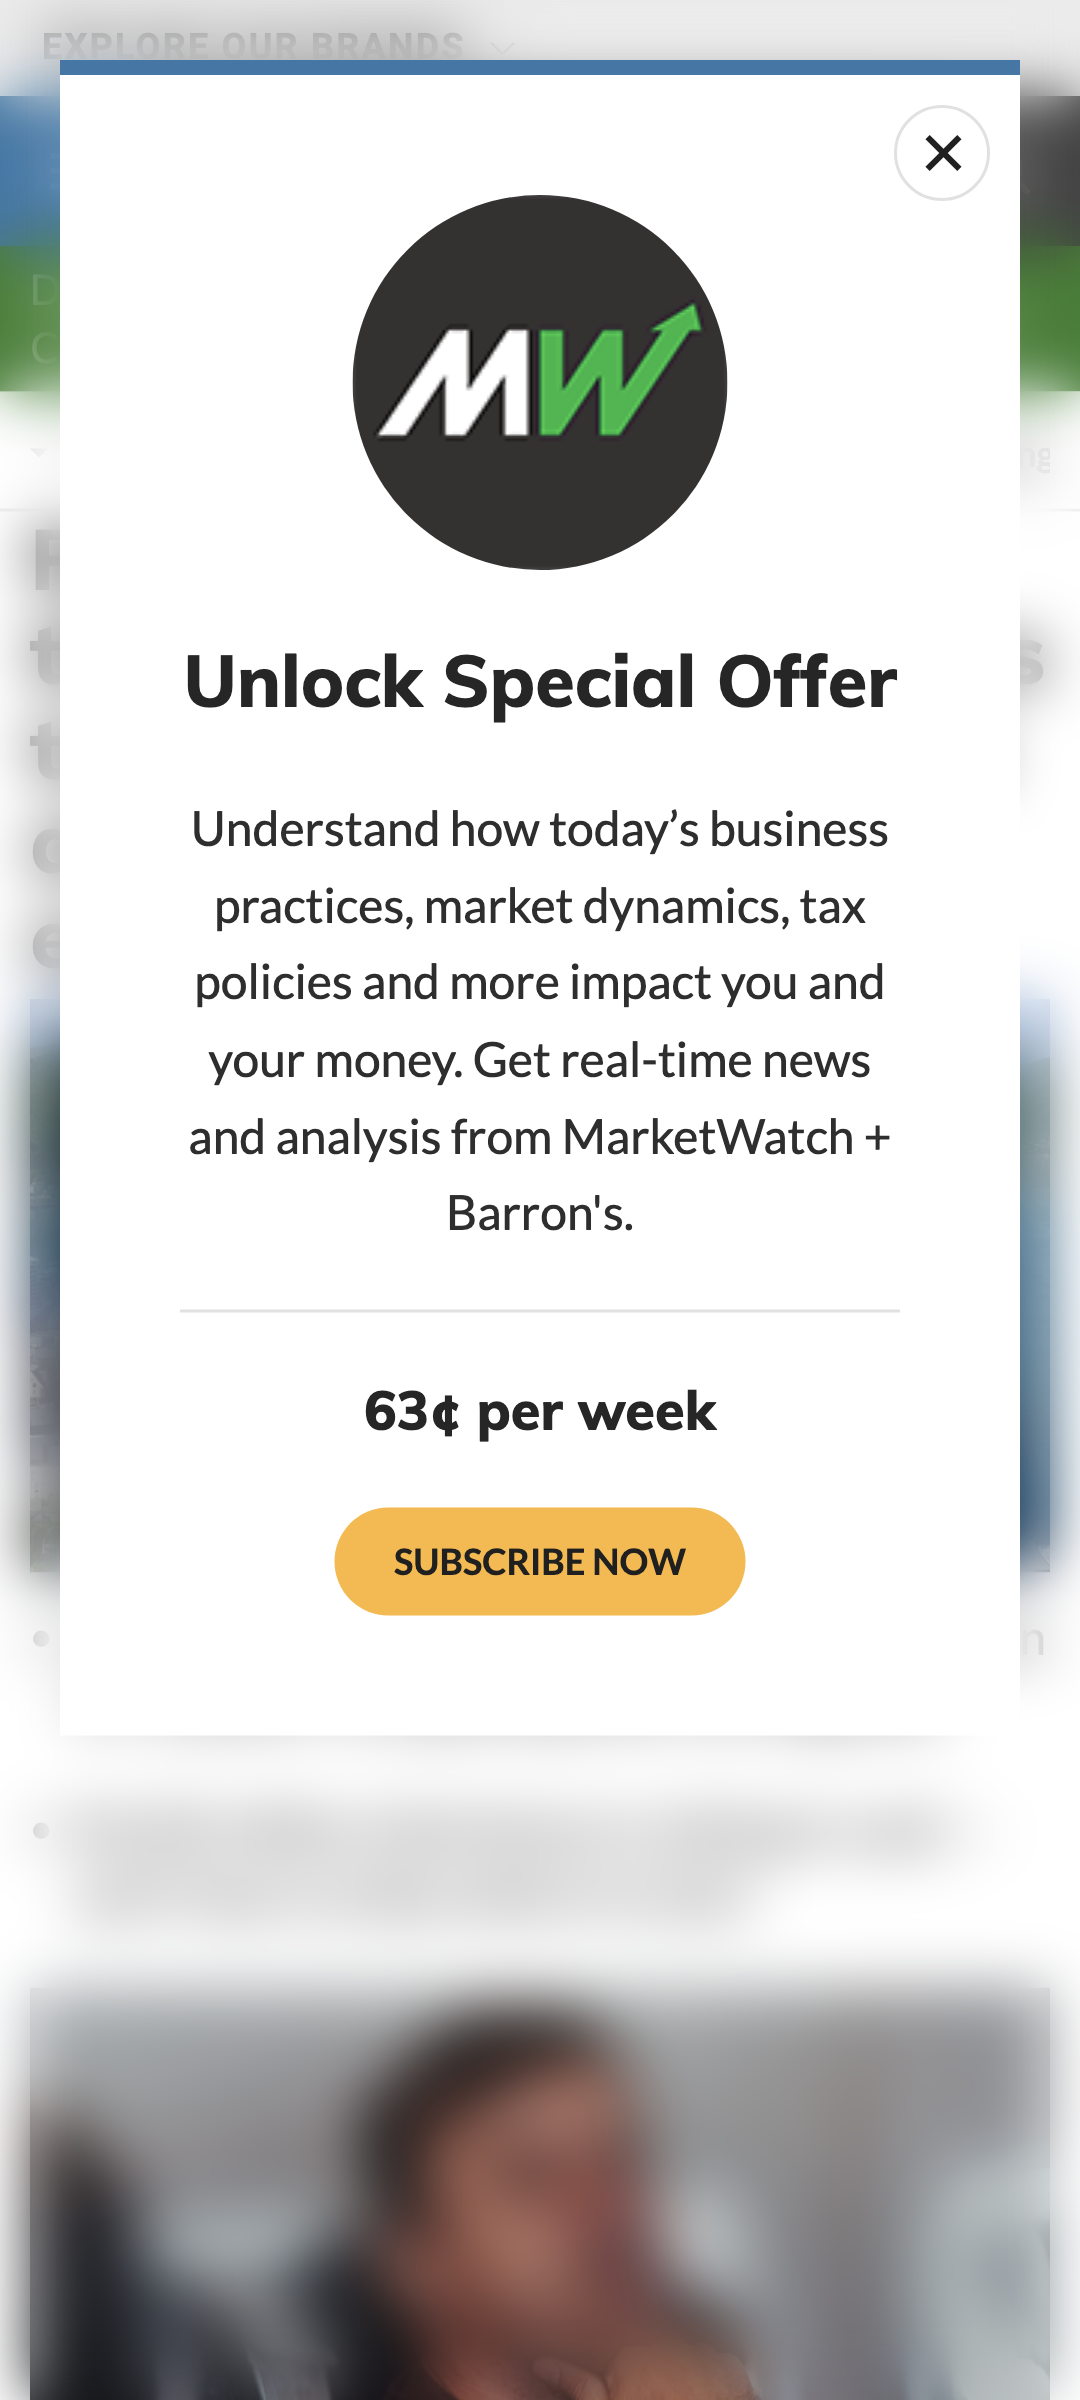 EXPLORE OUR BRANDS
MW
Unlock Special Offer
Understand how today’s business
practices, market dynamics, tax
policies and more impact you and
your money. Get real-time news
and analysis from MarketWatch +
Barron's.
63¢ per week
SUBSCRIBE NOW